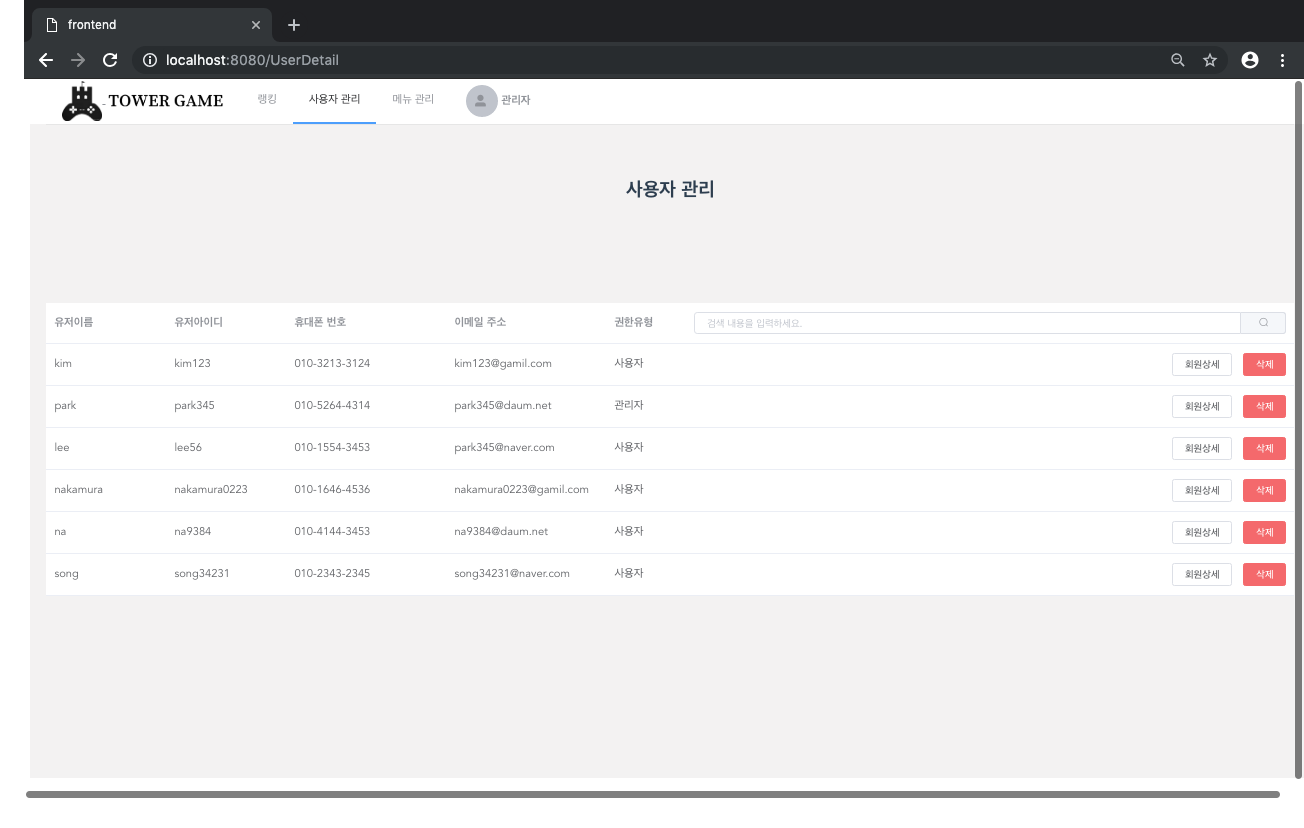 frontend
localhost:8080/UserDetail
TOWER GAME 랭킹 사용자 관리 메뉴 관리 관리자
사용자 관리
유저이름 유저아이디 휴대폰 번호 이메일 주소 권한유형 검색 내용을 입력하세요.
kim kim123 010-3213-3124 kim123@gamil.com 사용자 회원상세 삭제
park park345 010-5264-4314 park345@daum.net 관리자 회원상세 삭제
lee lee56 010-1554-3453 park345@naver.com 사용자 회원상세 삭제
nakamura nakamura0223 010-1646-4536 nakamura0223@gamil.com 사용자 회원상세 삭제
na na9384 010-4144-3453 na9384@daum.net 사용자 회원상세 삭제
song song34231 010-2343-2345 song34231@naver.com 사용자 회원상세 삭제